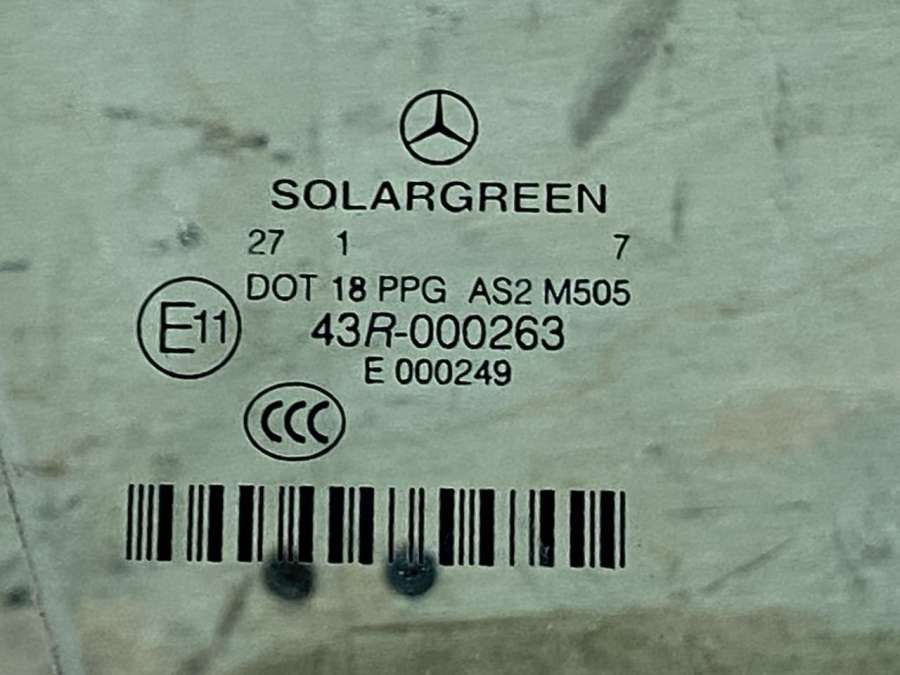 SOLARGREEN
27 1 7
DOT 18 PPG AS2 M505
E11
43R-000263
E 000249
CCC